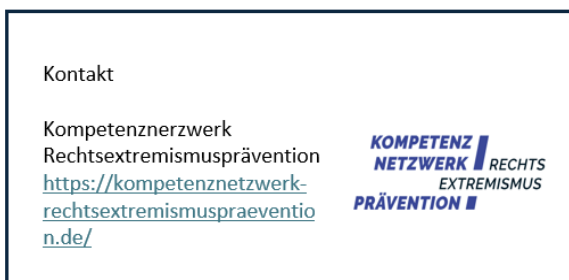 Kontakt
Kompetenznerzwerk
Rechtsextremismusprävention
https://kompetenznetzwerk-
rechtsextremismuspraeventio
n.de/
KOMPETENZ
NETZWERK RECHTS
EXTREMISMUS
PRÄVENTION